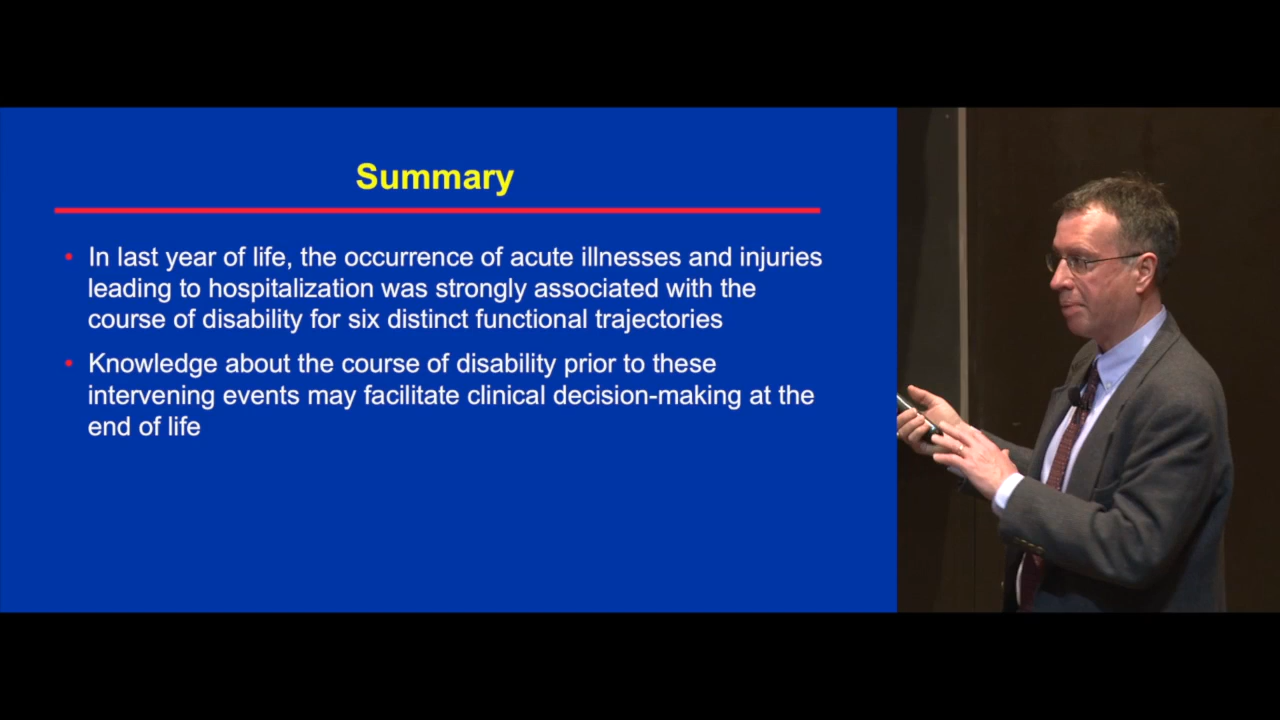 Summary
• In last year of life, the occurrence of acute illnesses and injuries
leading to hospitalization was strongly associated with the
course of disability for six distinct functional trajectories
• Knowledge about the course of disability prior to these
intervening events may facilitate clinical decision-making at the
end of life